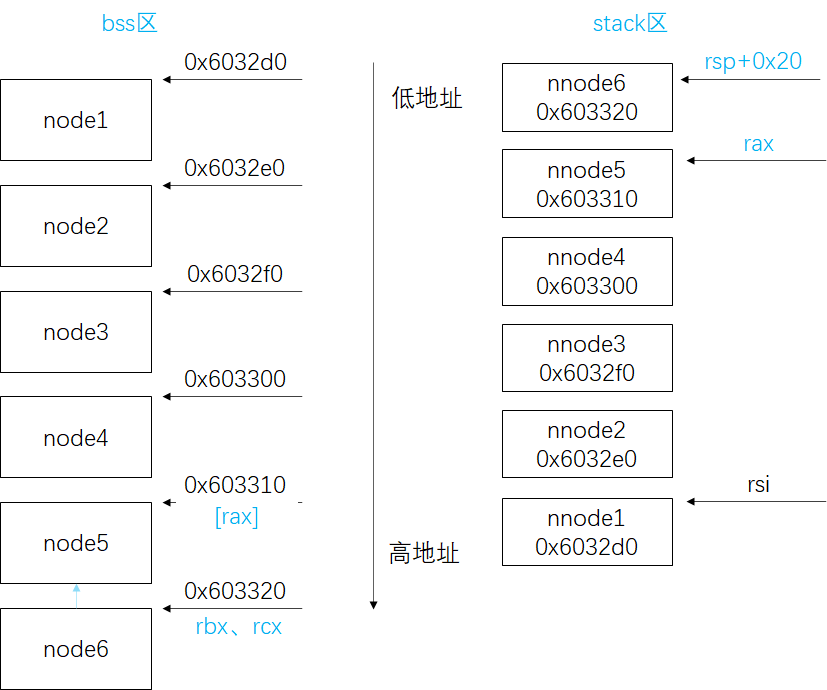 bss区
0x6032d0
node1
0x6032e0
node2
0x6032f0
node3
0x603300
node4
0x603310
[rax]
node5
0x603320
rbx、rcx
node6
低地址
高地址
stack区
rsp+0x20
nnode6
0x603320
rax
nnode5
0x603310
nnode4
0x603300
nnode3
0x6032f0
nnode2
0x6032e0
rsi
nnode1
0x6032d0